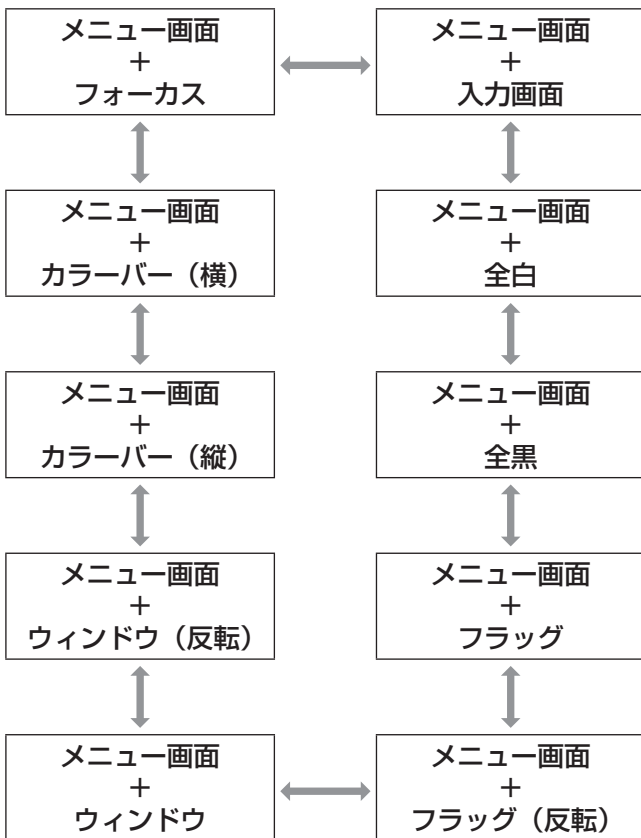 メニュー画面
+
フォーカス
メニュー画面
+
入力画面
メニュー画面
+
カラーバー（横）
メニュー画面
+
全白
メニュー画面
+
カラーバー（縦）
メニュー画面
+
全黒
メニュー画面
+
ウィンドウ（反転）
メニュー画面
+
フラッグ
メニュー画面
+
ウィンドウ
メニュー画面
+
フラッグ（反転）